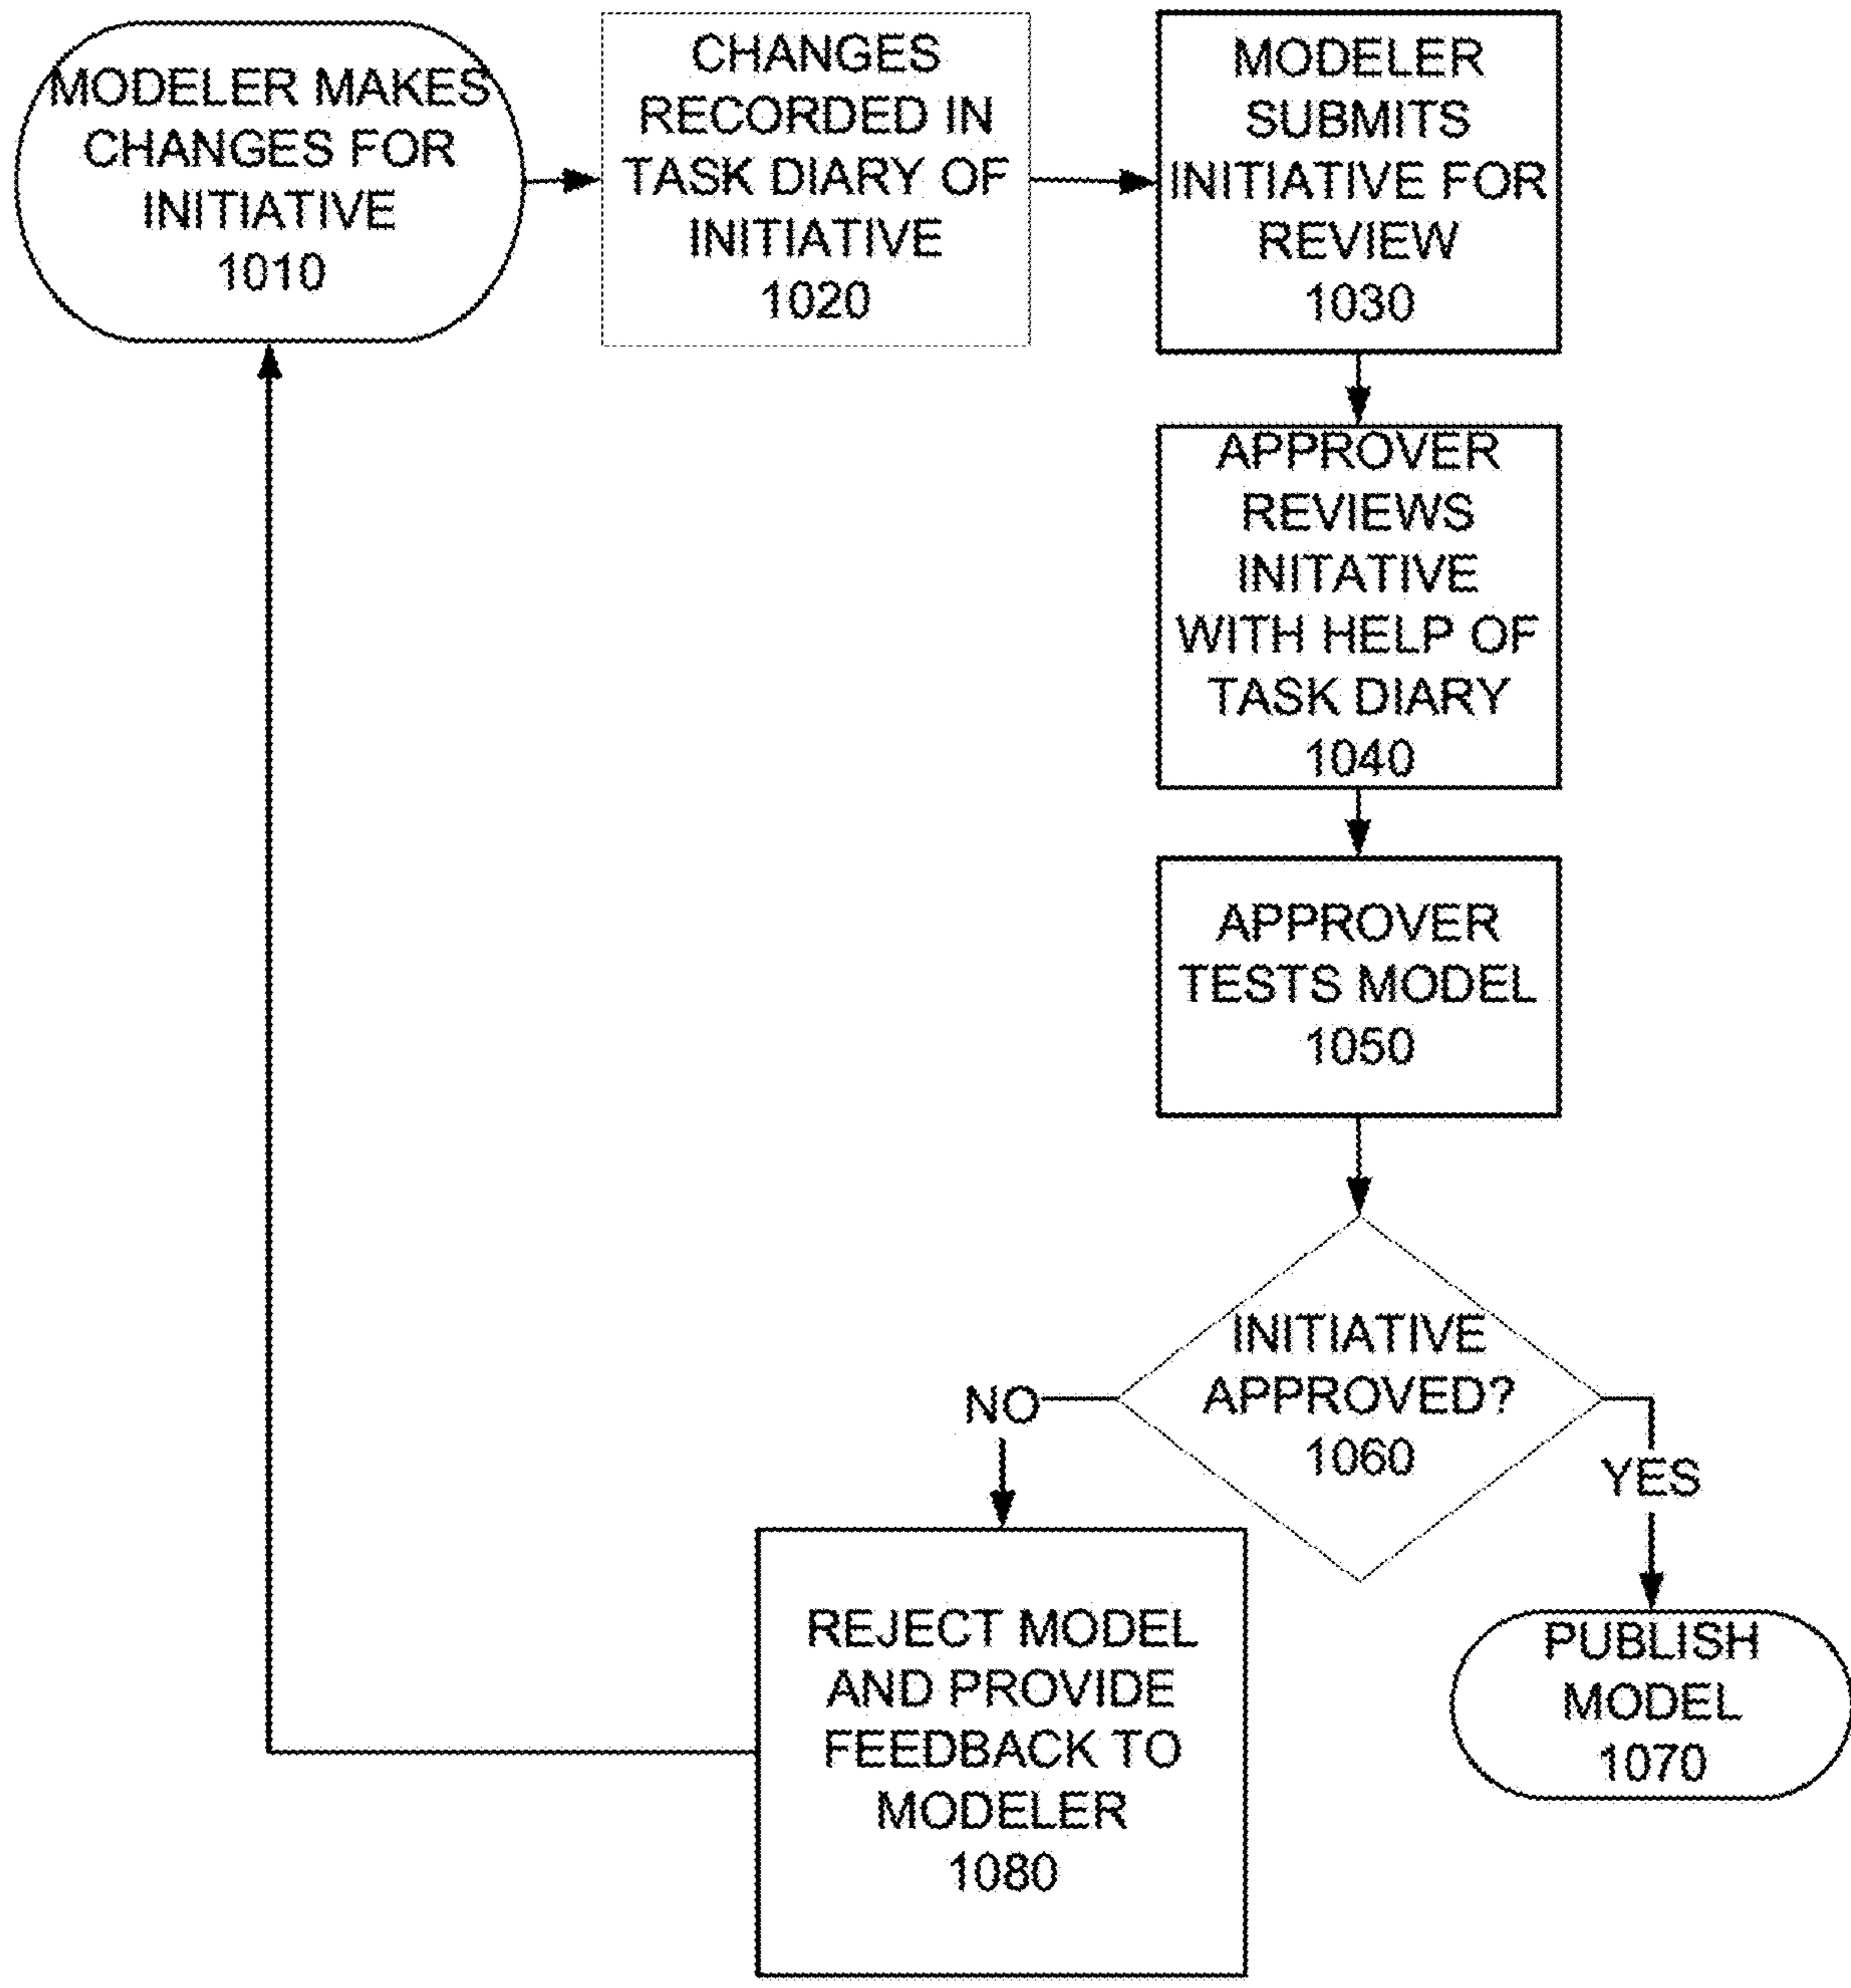 MODELER MAKES
CHANGES FOR
INITIATIVE
1010
CHANGES
RECORDED IN
TASK DIARY OF
INITIATIVE
1020
MODELER
SUBMITS
INITIATIVE FOR
REVIEW
1030
APPROVER
REVIEWS
INITATIVE
WITH HELP OF
TASK DIARY
1040
APPROVER
TESTS MODEL
1050
INITIATIVE
APPROVED?
1060
NO
YES
REJECT MODEL
AND PROVIDE
FEEDBACK TO
MODELER
1080
PUBLISH
MODEL
1070